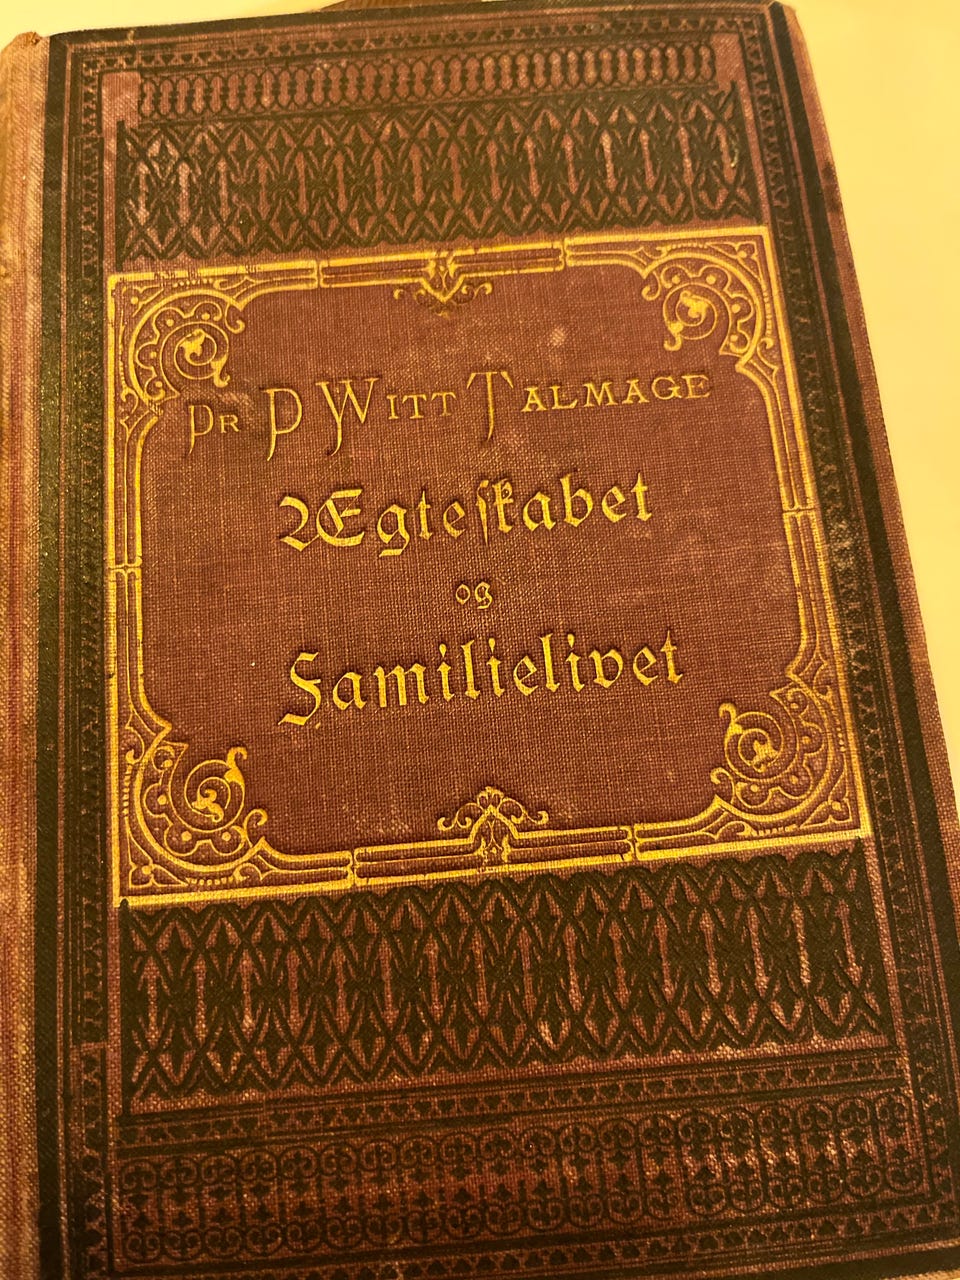 DR D WITT TALMAGE
Ægteskabet
og
Familielivet